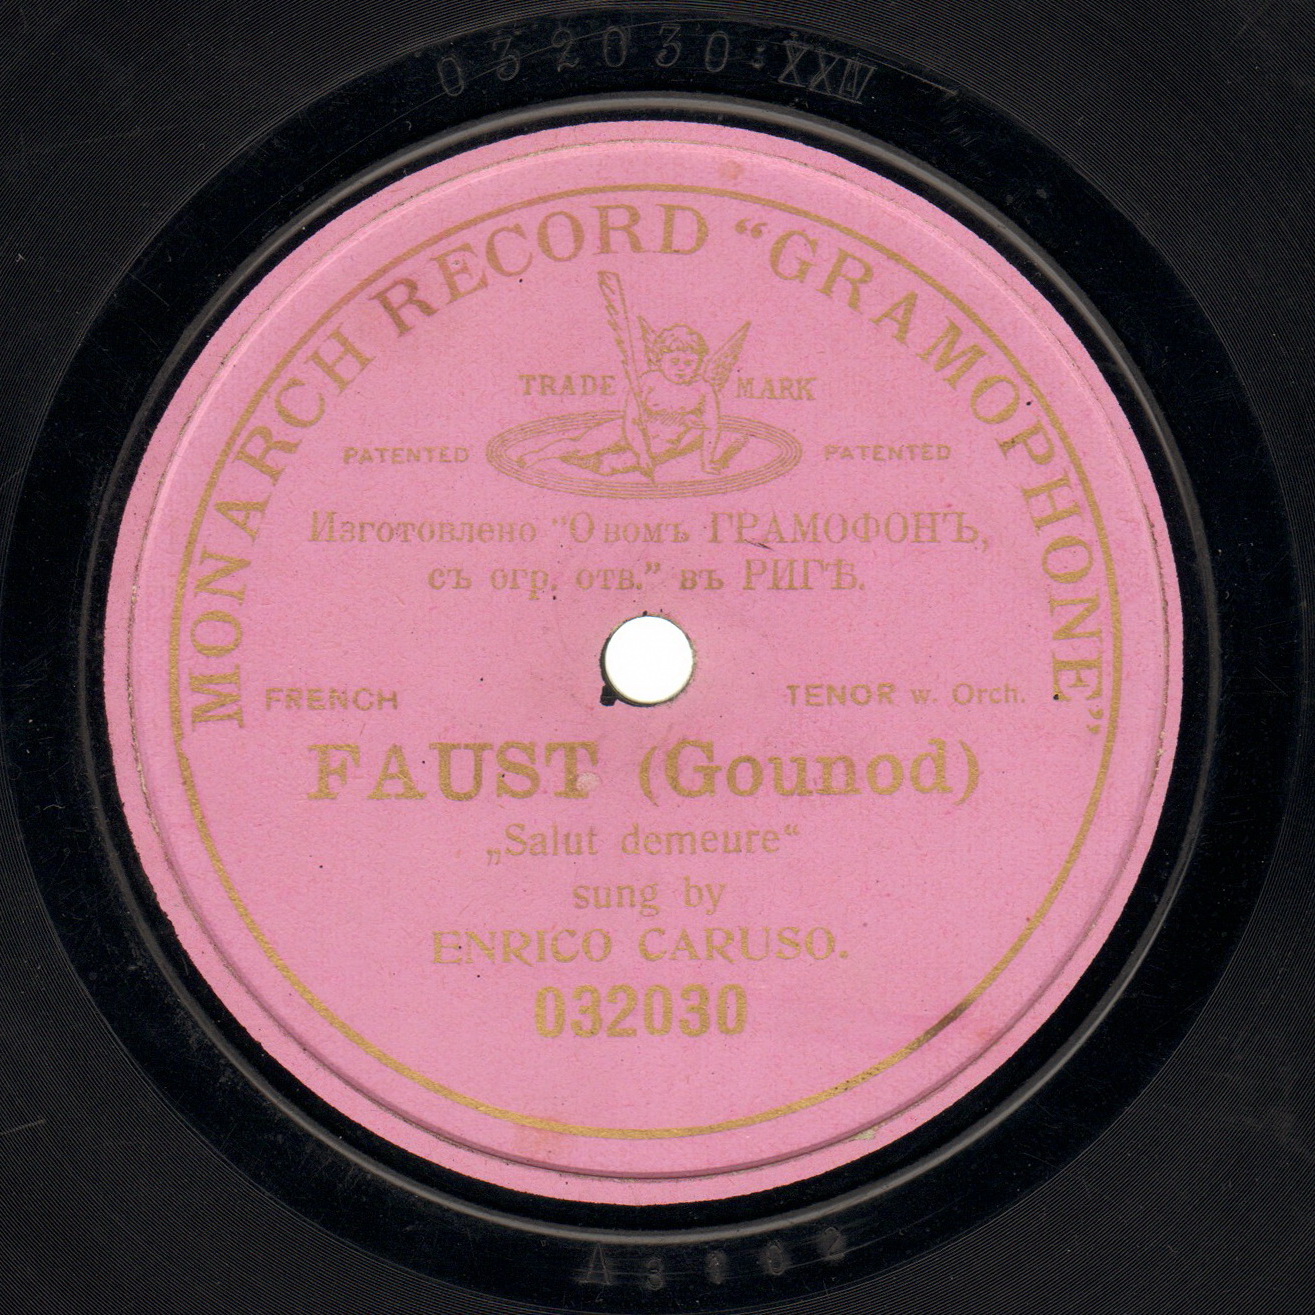 032030:XXIV
MONARCH RECORD “GRAMOPHONE”
TRADE MARK
PATENTED PATENTED
Изготовлено "О вомъ ГРАМОФОНЪ,
съ огр. отв.” въ РИГѢ.
FRENCH TENOR w. Orch.
FAUST (Gounod)
„Salut demeure“
sung by
ENRICO CARUSO.
032030